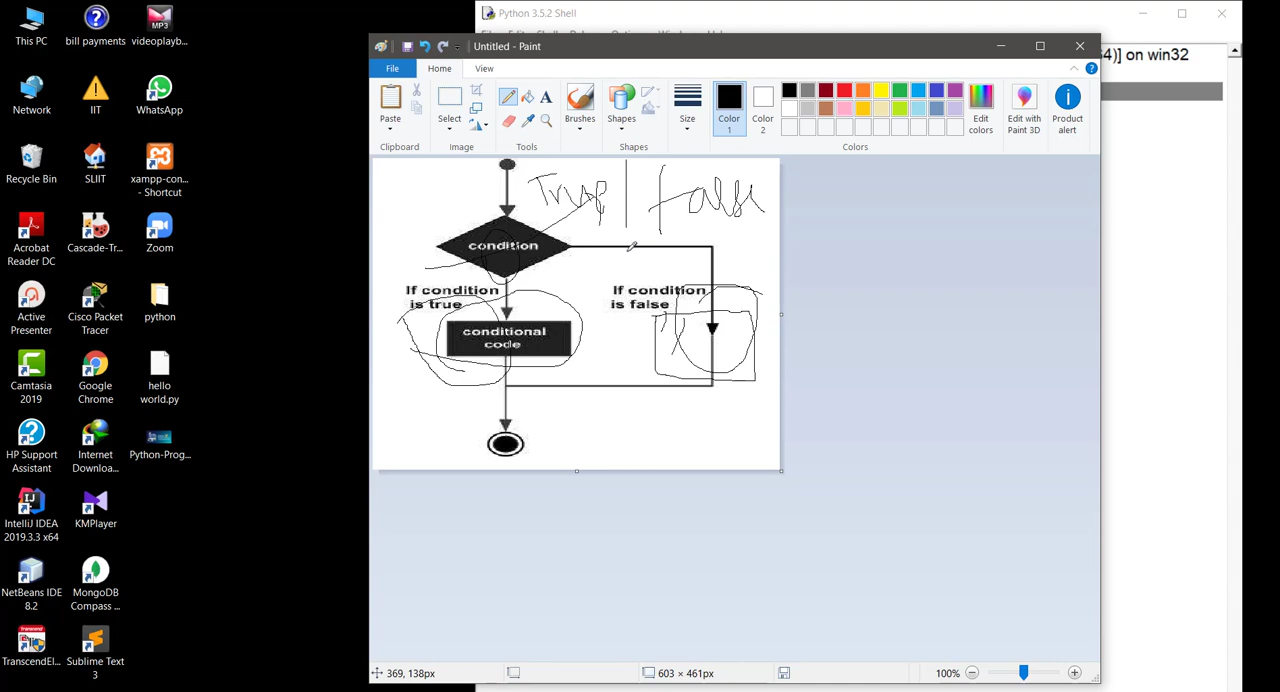 This PC
bill payments
videoplayb...
Network
IIT
WhatsApp
Recycle Bin
SLIIT
xampp-con...
- Shortcut
Acrobat
Reader DC
Cascade-Tr...
Zoom
Active
Presenter
Cisco Packet
Tracer
python
Camtasia
2019
Google
Chrome
hello
world.py
HP Support
Assistant
Internet
Downloa...
Python-Prog...
IntelliJ IDEA
2019.3.3 x64
KMPlayer
NetBeans IDE
8.2
MongoDB
Compass ...
TranscendEl...
Sublime Text
3
MP3
Python 3.5.2 Shell
4)] on win32
Untitled - Paint
File
Home
View
Paste
Select
Brushes
Shapes
Size
Color
1
Color
2
Edit
colors
Edit with
Paint 3D
Product
alert
Clipboard
Image
Tools
Shapes
Colors
True | False
condition
If condition
is true
If condition
is false
conditional
code
369, 138px
603 × 461px
100%